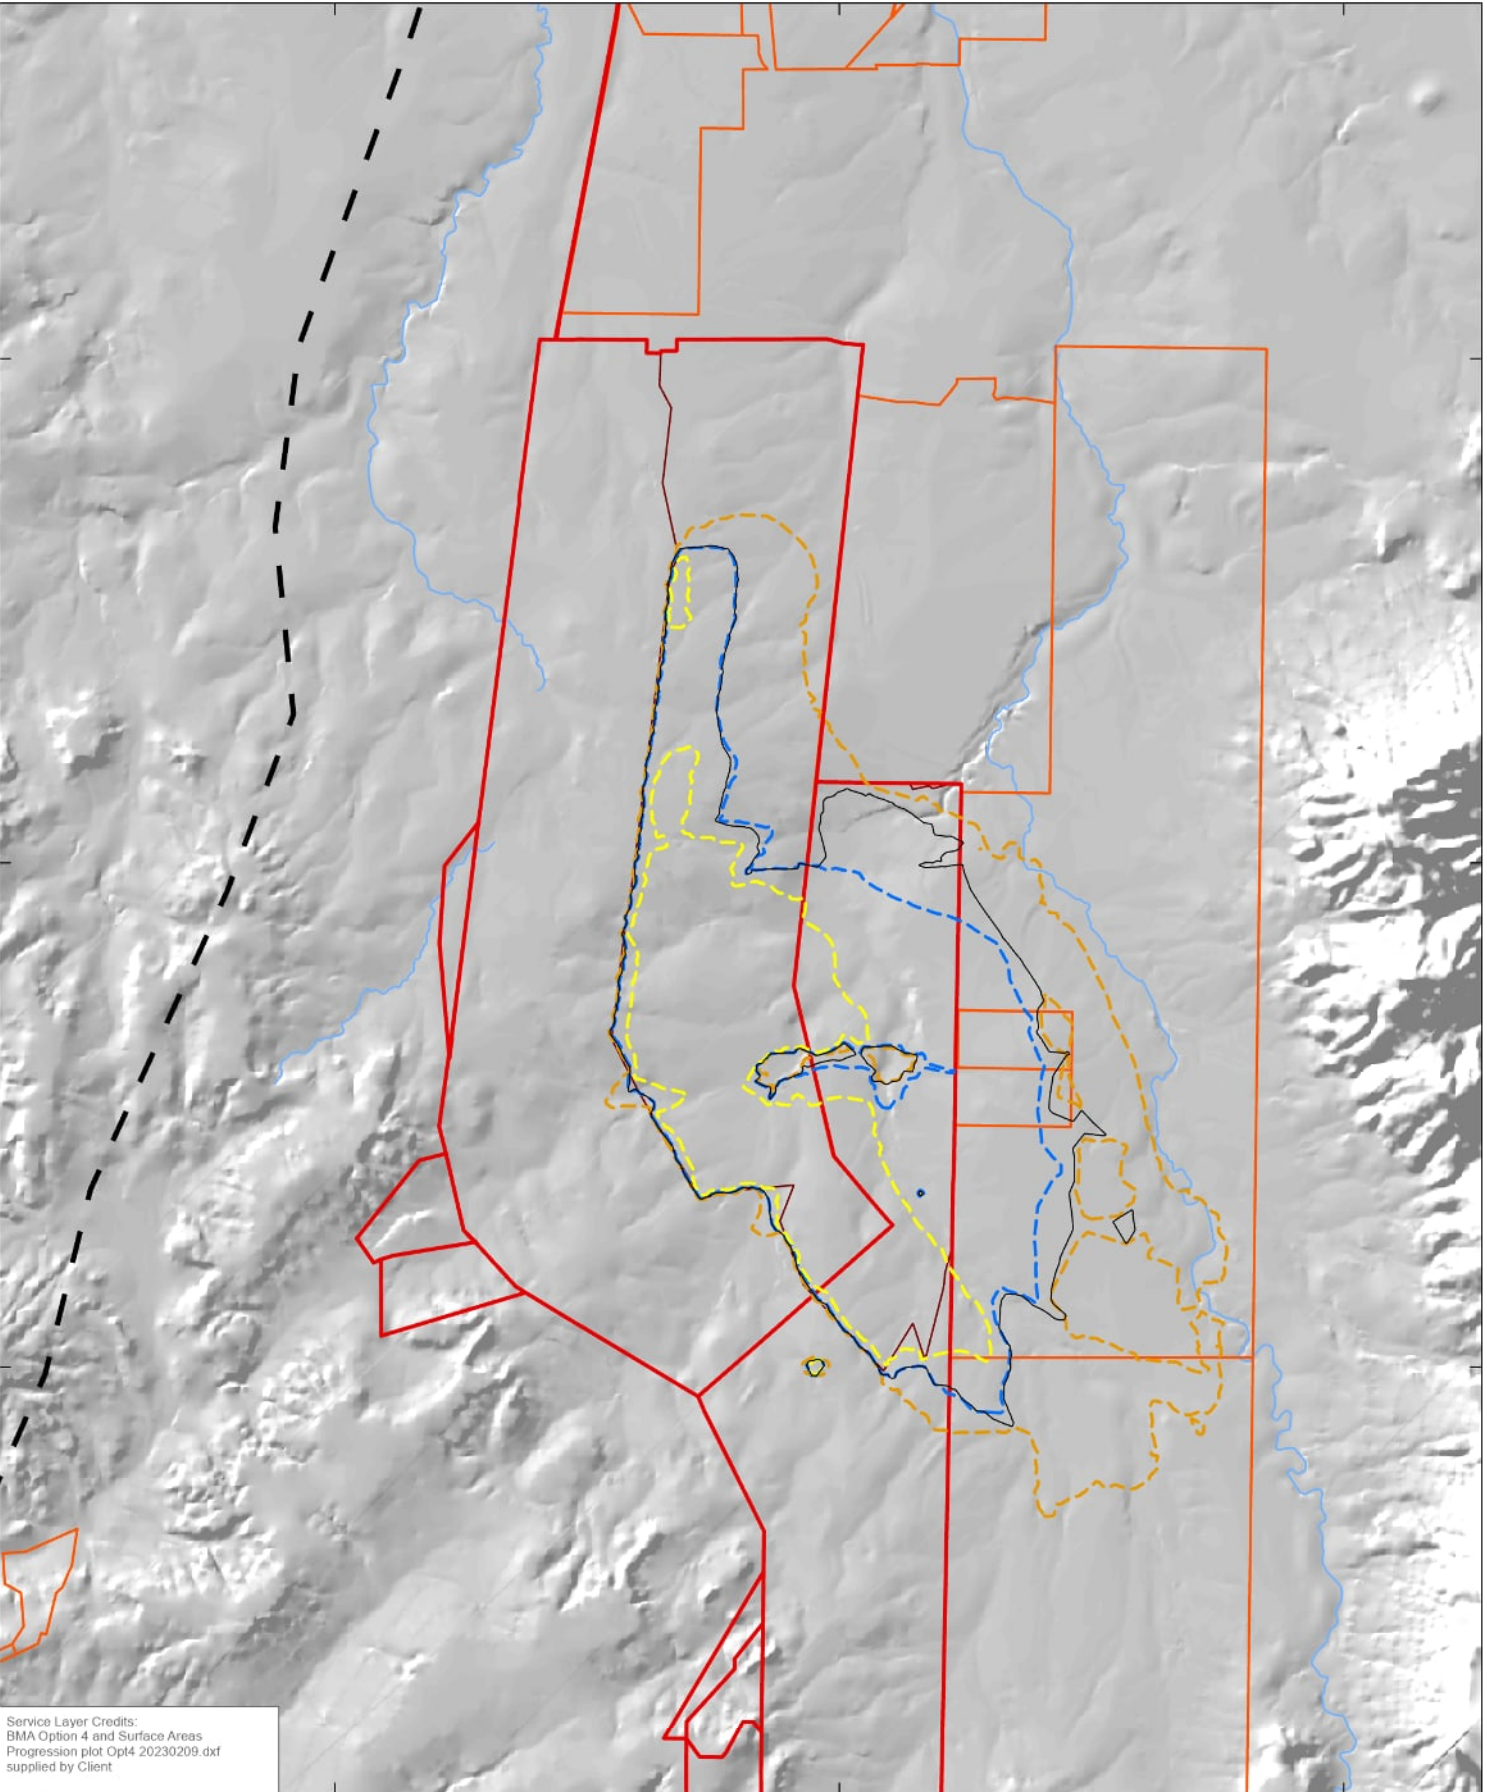 Service Layer Credits:
BMA Option 4 and Surface Areas
Progression plot Opt4 20230209.dxf
supplied by Client